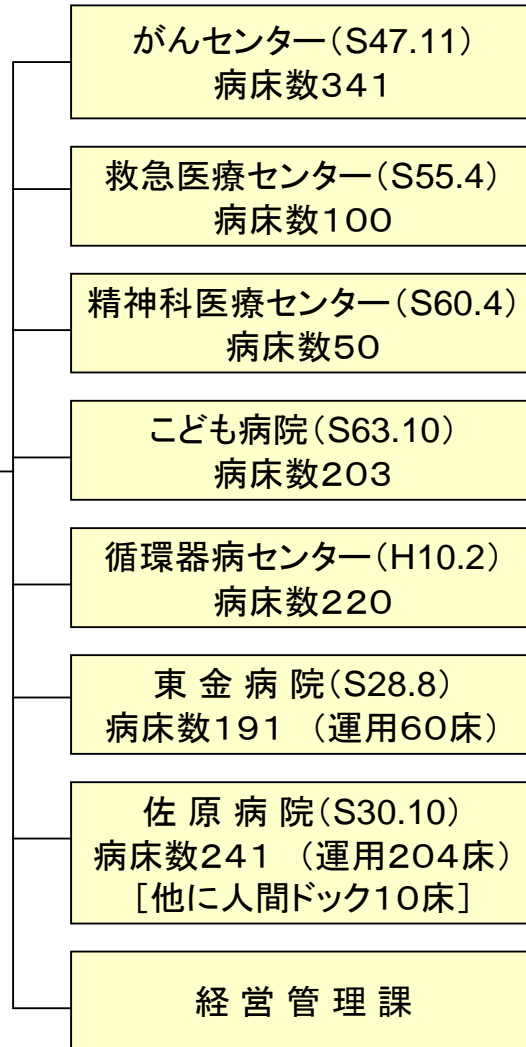 がんセンター(S47.11)
病床数341
救急医療センター(S55.4)
病床数100
精神科医療センター(S60.4)
病床数50
こども病院(S63.10)
病床数203
循環器病センター(H10.2)
病床数220
東 金 病 院(S28.8)
病床数191 (運用60床)
佐 原 病 院(S30.10)
病床数241 (運用204床)
[他に人間ドック10床]
経 営 管 理 課